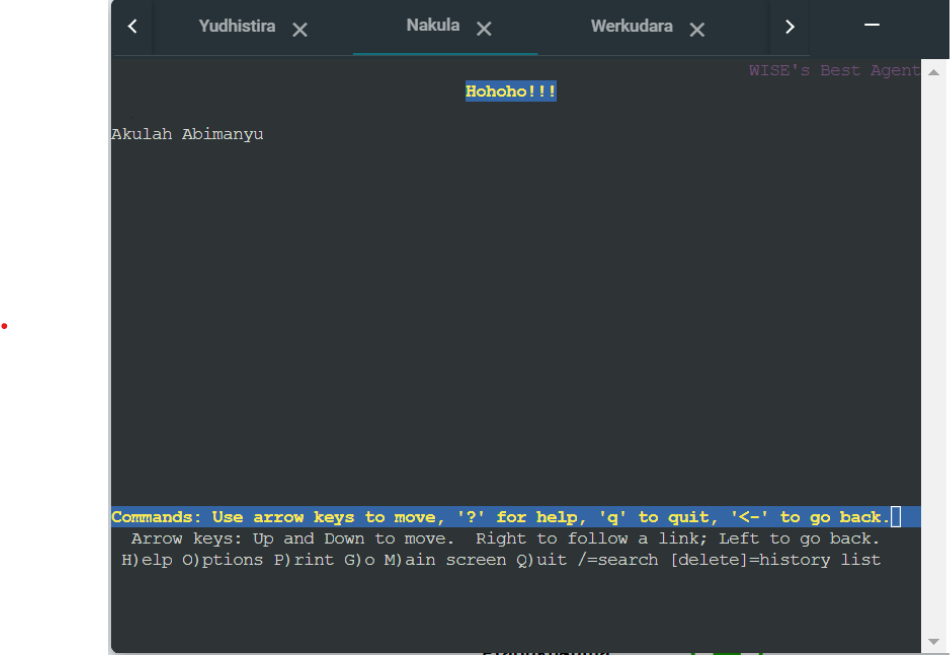 Yudhistira Nakula Werkudara
WISE's Best Agent
Hohoho!!!
Akulah Abimanyu
Commands: Use arrow keys to move, '?' for help, 'q' to quit, '<-' to go back.
Arrow keys: Up and Down to move. Right to follow a link; Left to go back.
H)elp O)ptions P)rint G)o M)ain screen Q)uit /=search [delete]=history list